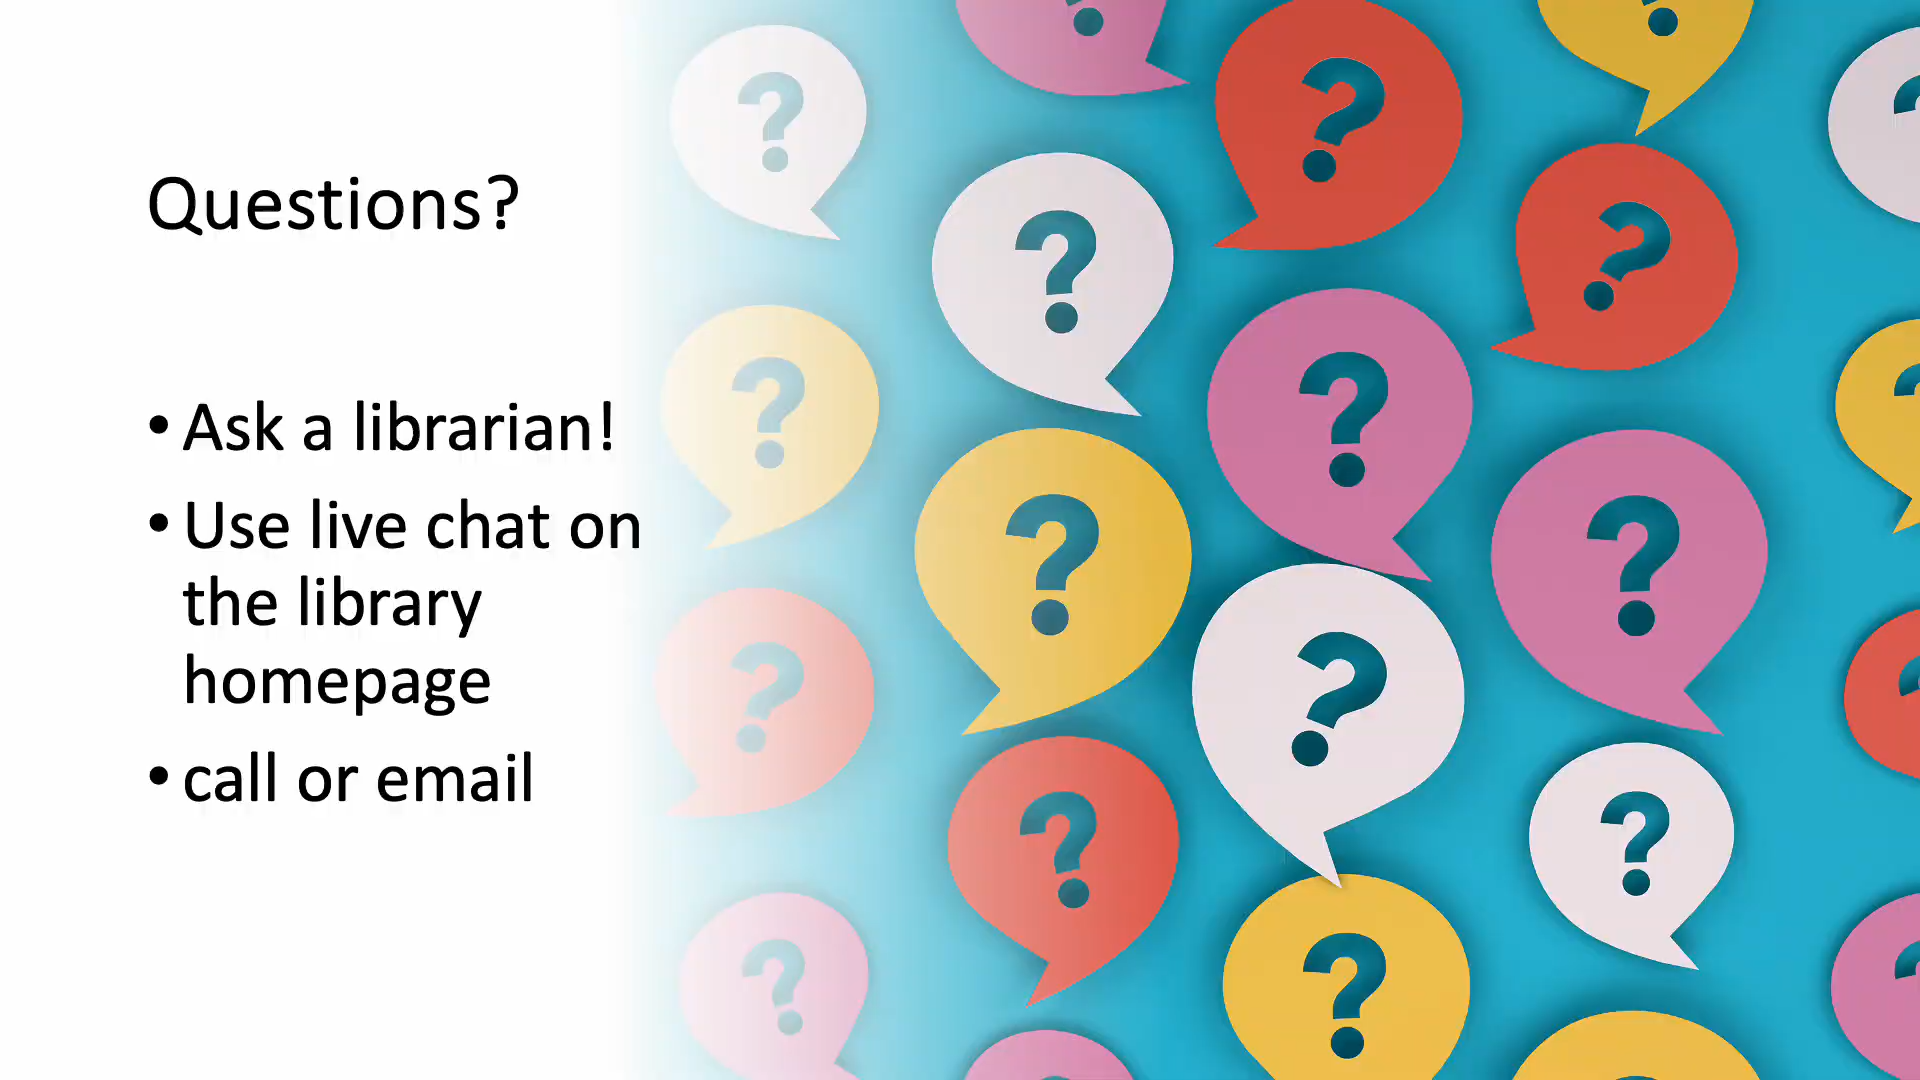 Questions?
• Ask a librarian!
• Use live chat on
the library
homepage
• call or email